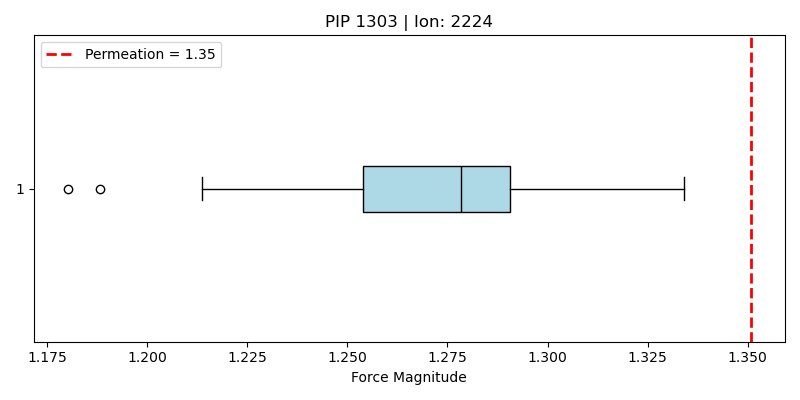 PIP 1303 | lon: 2224
Permeation = 1.35
1
1.175 1.200 1.225 1.250 1.275 1.300 1.325 1.350
Force Magnitude